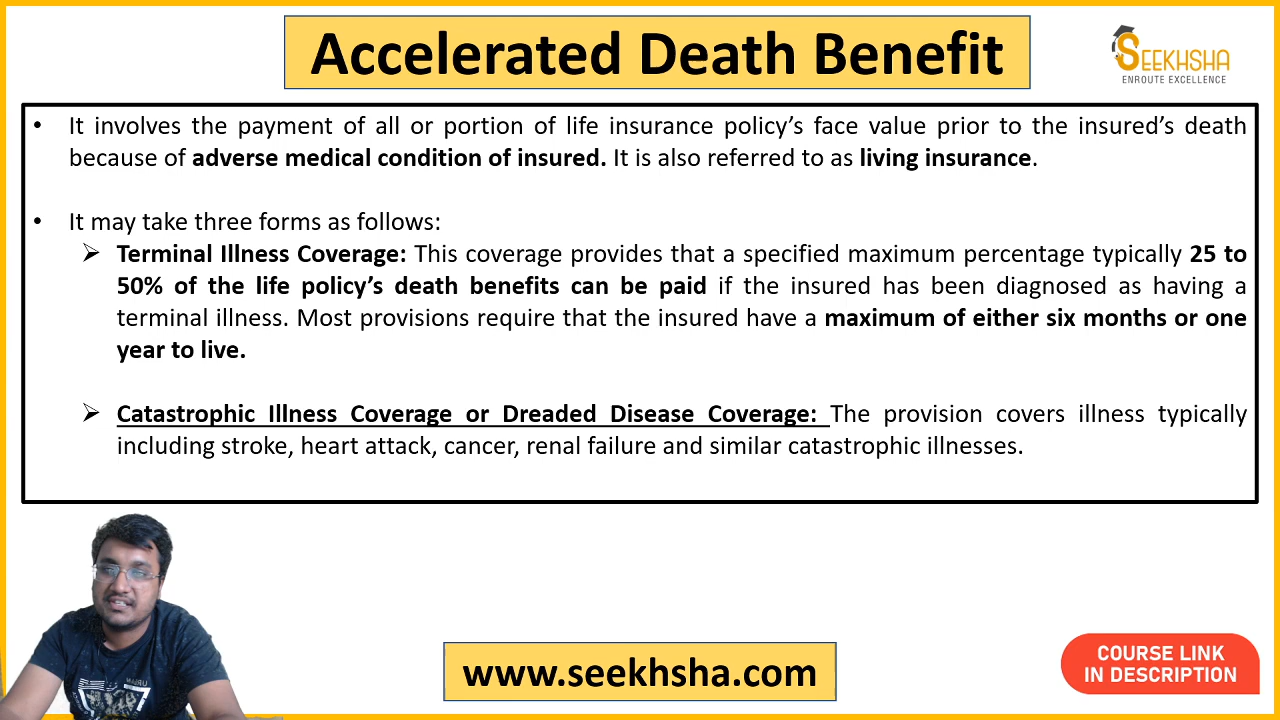 Accelerated Death Benefit
SEEKHSHA
ENROUTE EXCELLENCE
• It involves the payment of all or portion of life insurance policy's face value prior to the insured's death
because of adverse medical condition of insured. It is also referred to as living insurance.
• It may take three forms as follows:
➢ Terminal Illness Coverage: This coverage provides that a specified maximum percentage typically 25 to
50% of the life policy's death benefits can be paid if the insured has been diagnosed as having a
terminal illness. Most provisions require that the insured have a maximum of either six months or one
year to live.
➢ Catastrophic Illness Coverage or Dreaded Disease Coverage: The provision covers illness typically
including stroke, heart attack, cancer, renal failure and similar catastrophic illnesses.
www.seekhsha.com
COURSE LINK
IN DESCRIPTION